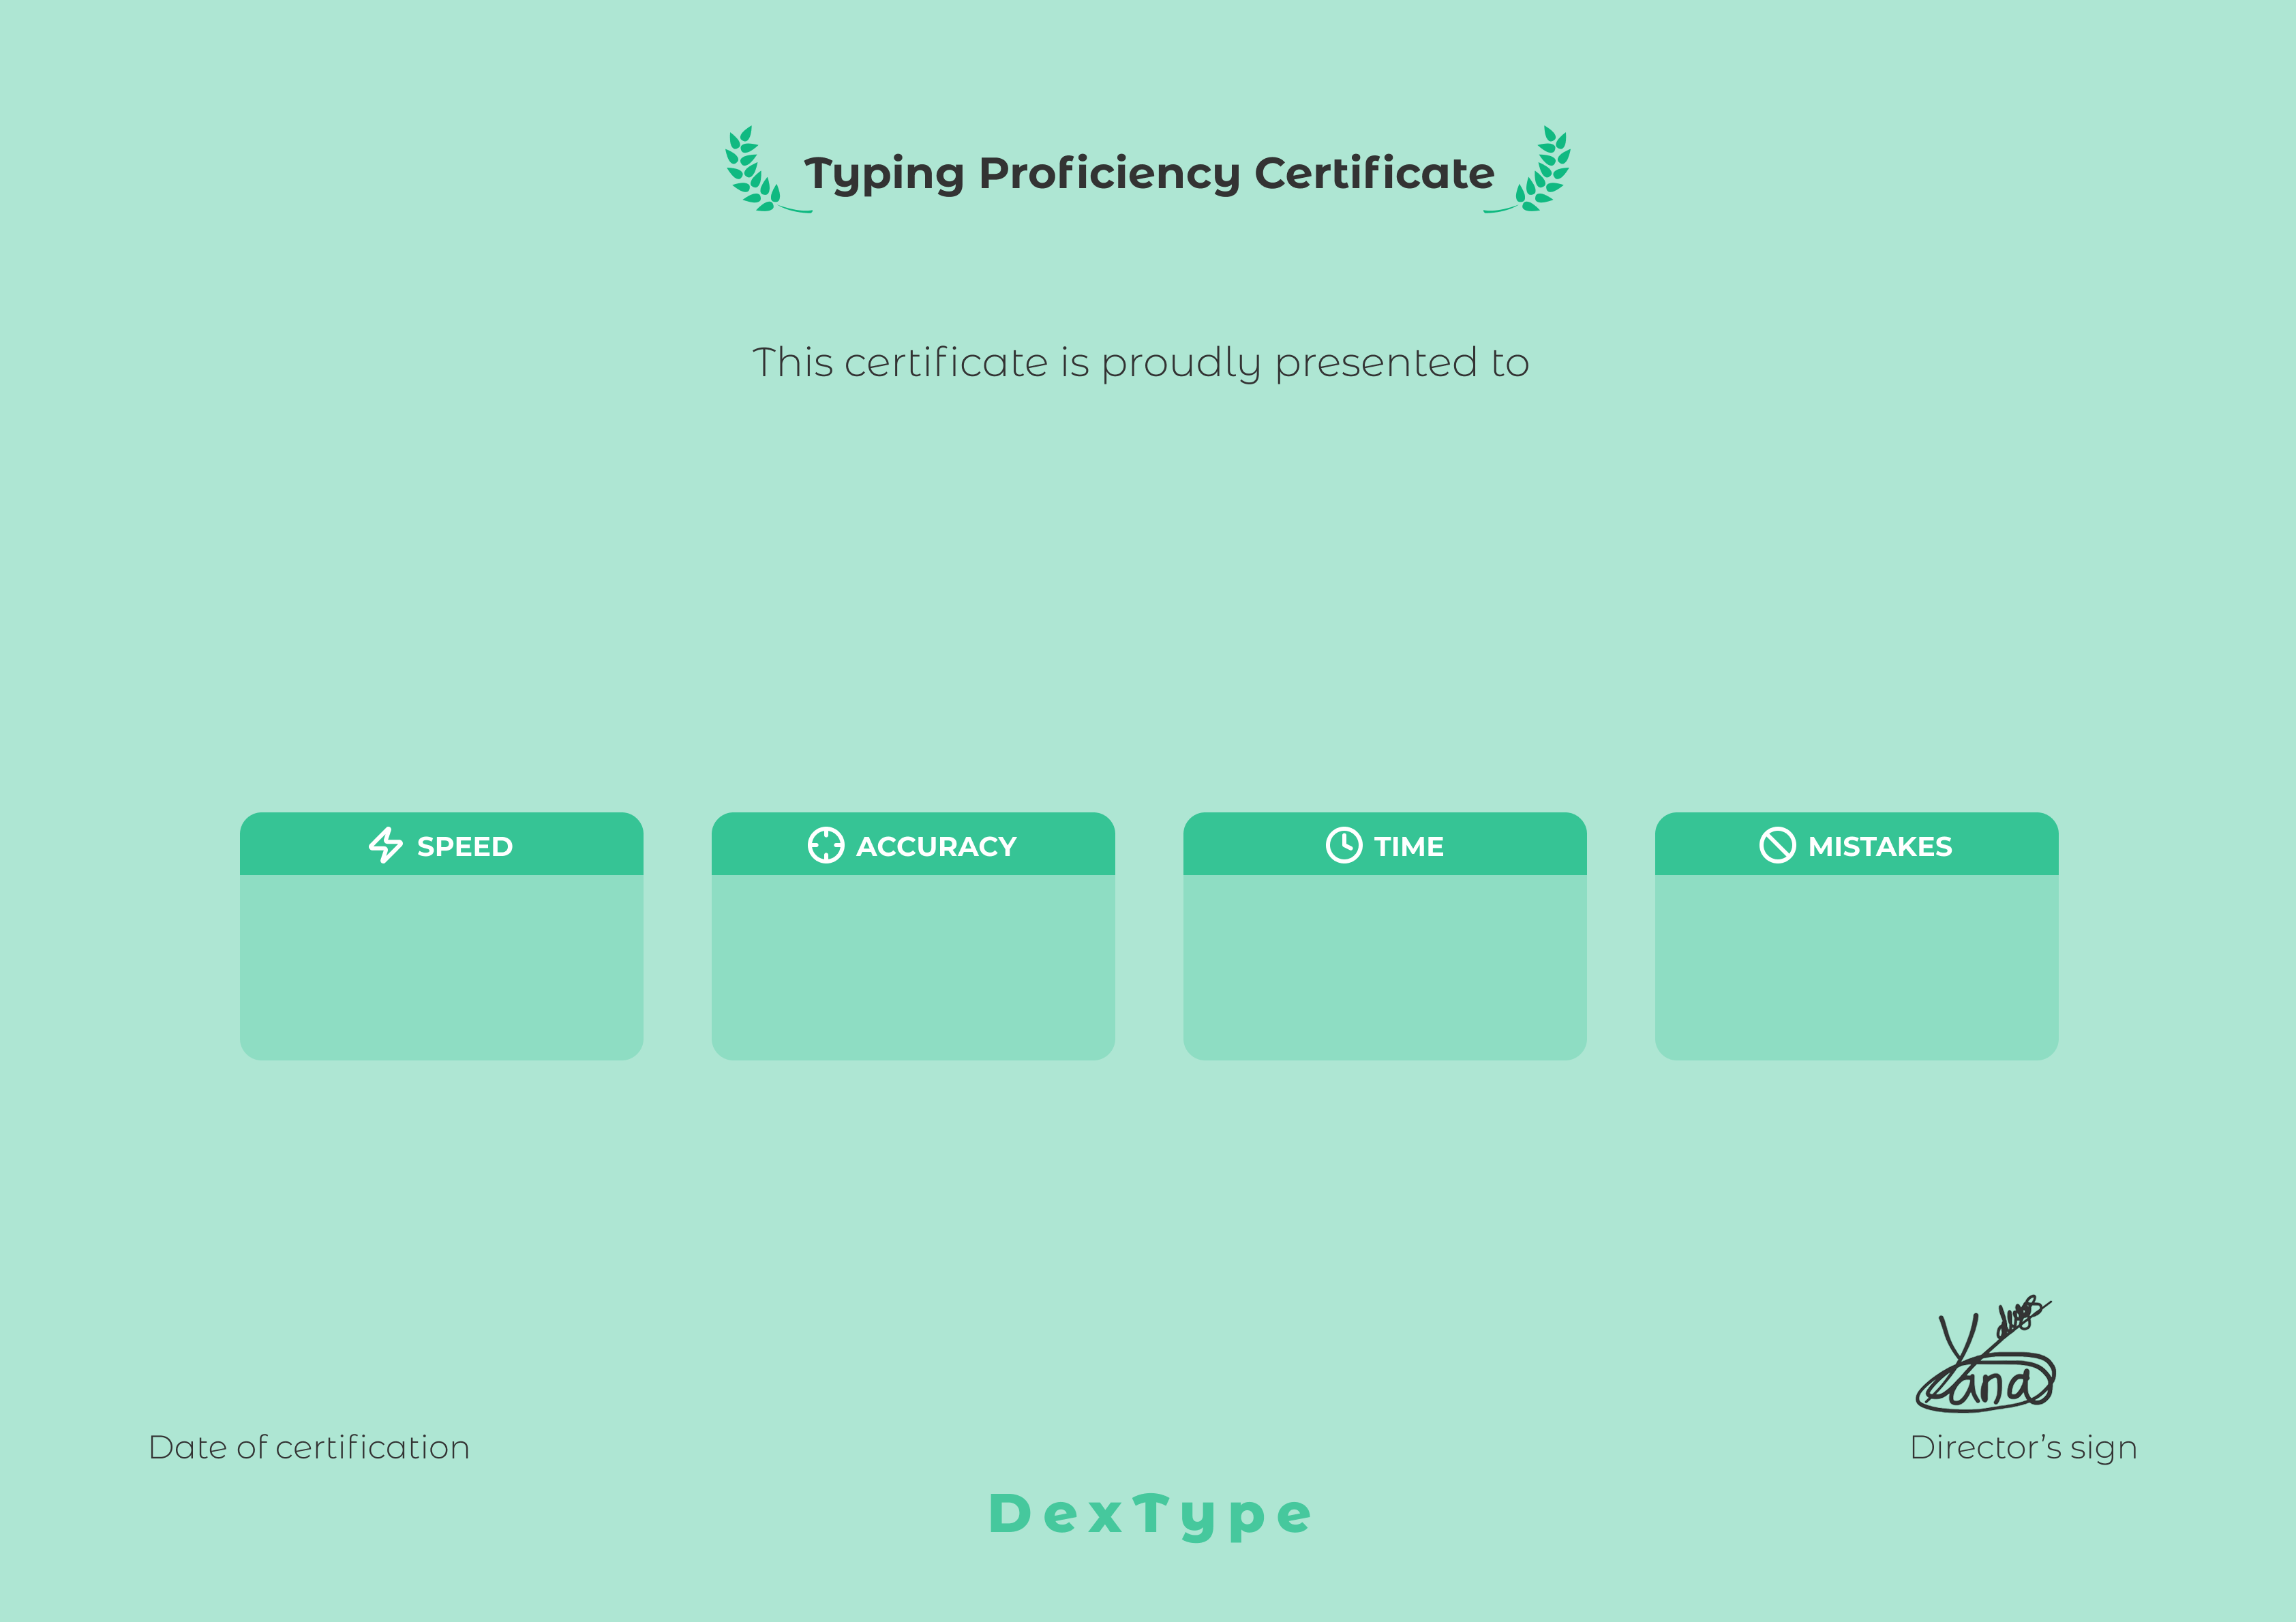 Typing Proficiency Certificate
This certificate is proudly presented to
SPEED
ACCURACY
TIME
MISTAKES
Date of certification
Director’s sign
DexType